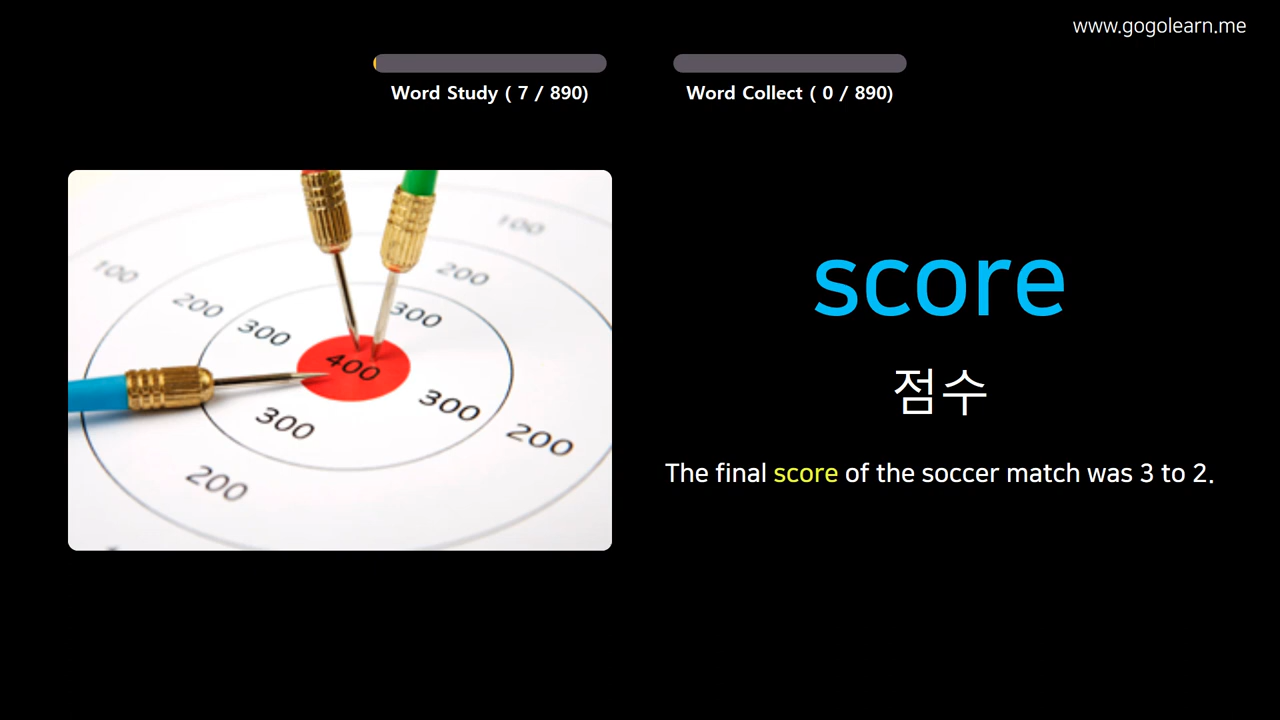 www.gogolearn.me
Word Study ( 7 / 890)
Word Collect ( 0 / 890)
100
100
200
200
300
300
400
300
300
200
200
score
점수
The final score of the soccer match was 3 to 2.